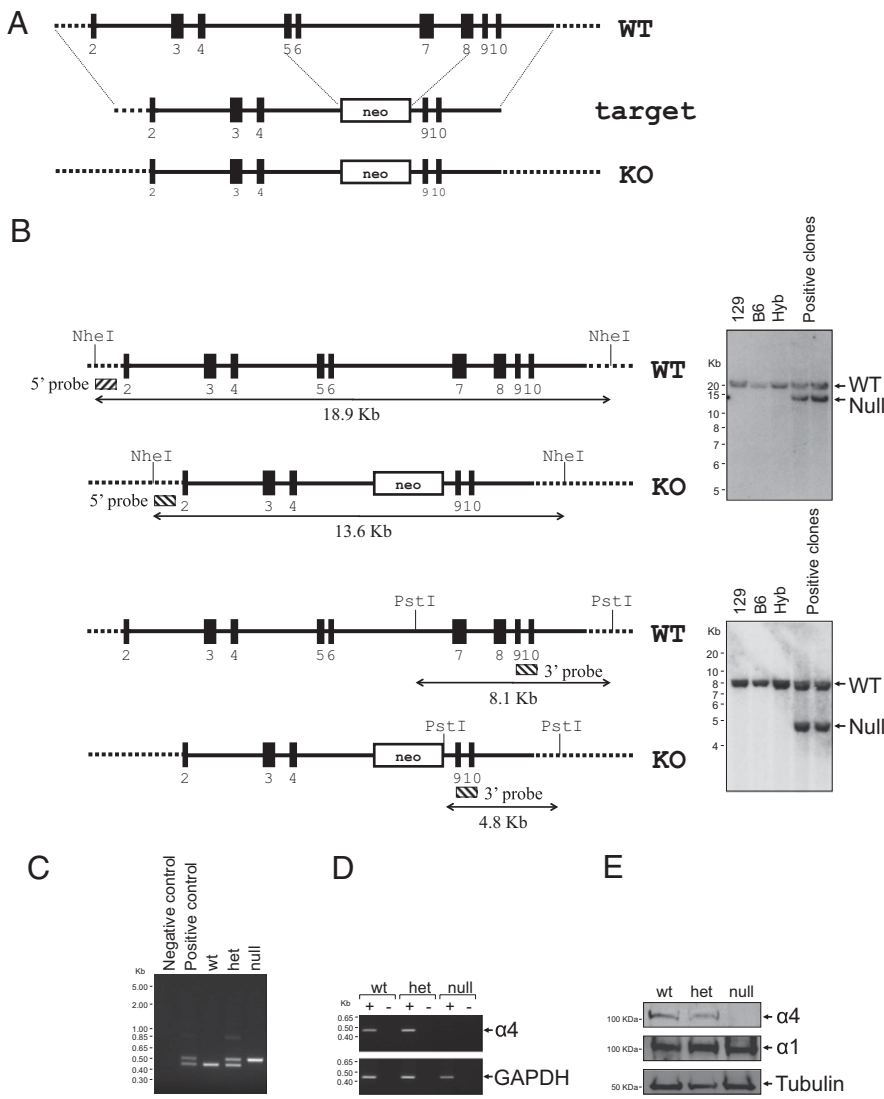 A
WT
2 3 4 5 6 7 8 9 10
target
neo
2 3 4 9 10
KO
neo
2 3 4 9 10
B
NheI NheI
WT
5' probe
2 3 4 5 6 7 8 9 10
18.9 Kb
NheI NheI
KO
neo
5' probe
2 3 4 9 10
13.6 Kb
129 B6 Hyb Positive clones
Kb
20
15
10
8
7
6
5
WT
Null
PstI PstI
WT
2 3 4 5 6 7 8 9 10
3' probe
8.1 Kb
PstI PstI
KO
neo
2 3 4 9 10
3' probe
4.8 Kb
129 B6 Hyb Positive clones
Kb
20
10
8
7
6
5
4
WT
Null
C
Negative control
Positive control
wt
het
null
Kb
5.00
2.00
1.00
0.85
0.65
0.50
0.40
0.30
D
wt het null
Kb + - + - + -
0.65
0.50
0.40
α4
0.65
0.50
0.40
GAPDH
E
wt het null
100 KDa α4
100 KDa α1
50 KDa Tubulin